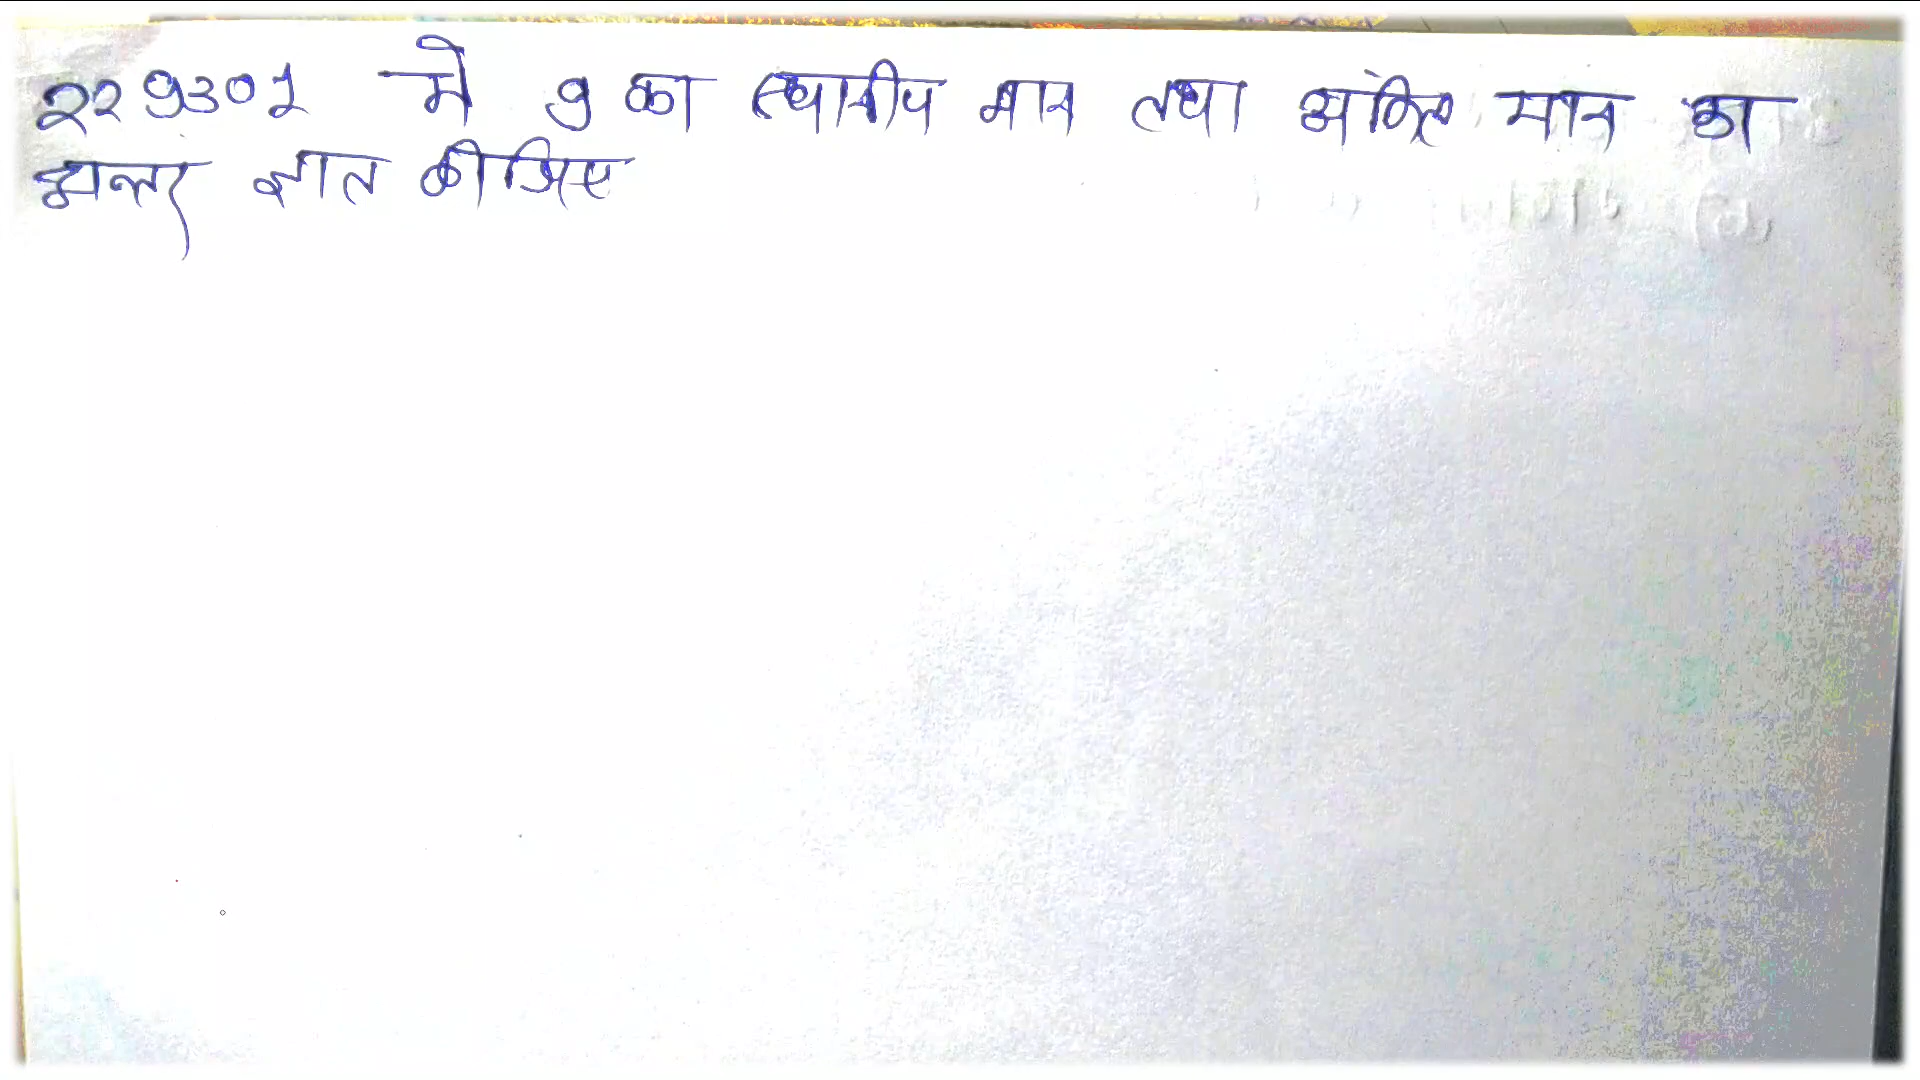 229301 मे 9 का स्थानीय मान तथा अंकित मान का
अन्तर ज्ञात कीजिए